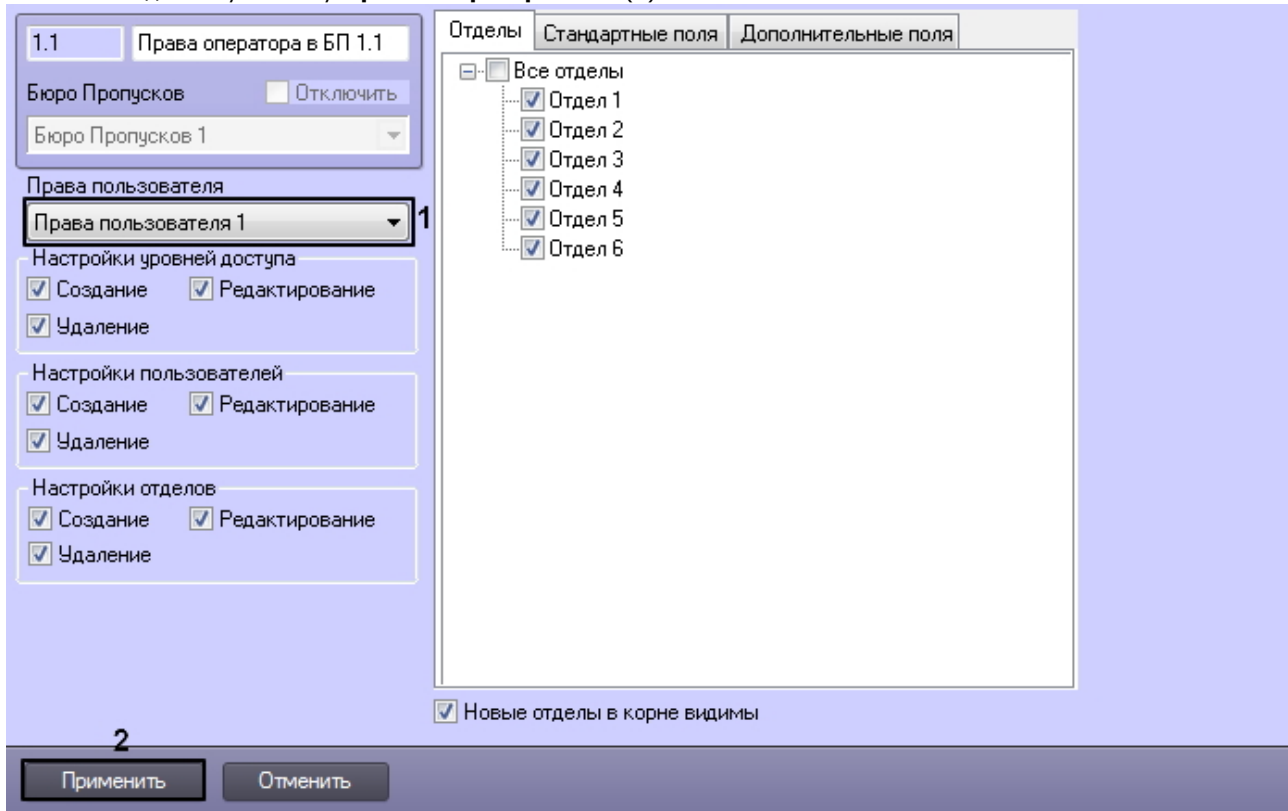 1.1 Права оператора в БП 1.1
Бюро Пропусков Отключить
Бюро Пропусков 1
Права пользователя
Права пользователя 1 1
Настройки уровней доступа
Создание Редактирование
Удаление
Настройки пользователей
Создание Редактирование
Удаление
Настройки отделов
Создание Редактирование
Удаление
Отделы Стандартные поля Дополнительные поля
Все отделы
Отдел 1
Отдел 2
Отдел 3
Отдел 4
Отдел 5
Отдел 6
Новые отделы в корне видимы
2
Применить Отменить